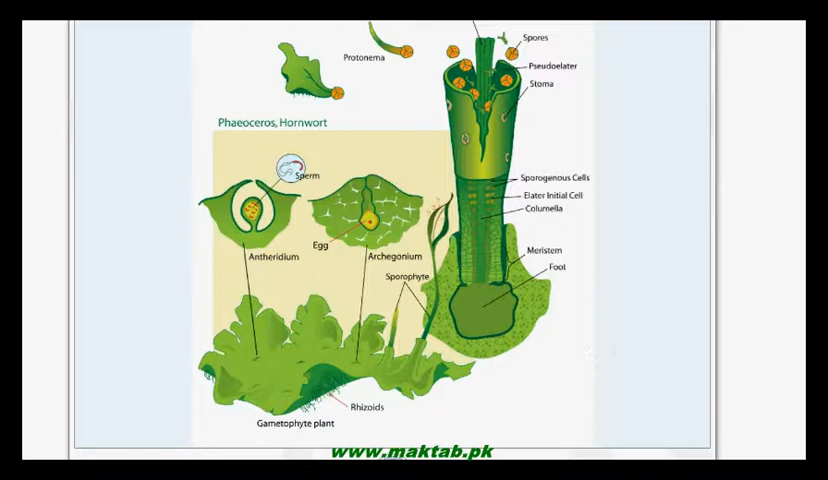 Spores
Protonema
Pseudoelater
Stoma
Phaeoceros, Hornwort
Sperm
Sporogenous Cells
Elater Initial Cell
Columella
Egg
Antheridium
Archegonium
Meristem
Foot
Sporophyte
Rhizoids
Gametophyte plant
www.maktab.pk